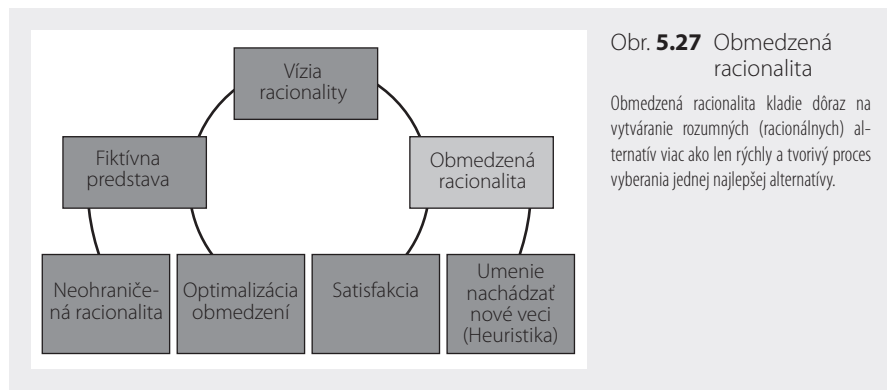 Vízia
racionality
Fiktívna
predstava
Obmedzená
racionalita
Neohraniče-
ná racionalita
Optimalizácia
obmedzení
Satisfakcia
Umenie
nachádzať
nové veci
(Heuristika)
Obr. 5.27 Obmedzená
racionalita
Obmedzená racionalita kladie dôraz na
vytváranie rozumných (racionálnych) al-
ternatív viac ako len rýchly a tvorivý proces
vyberania jednej najlepšej alternatívy.